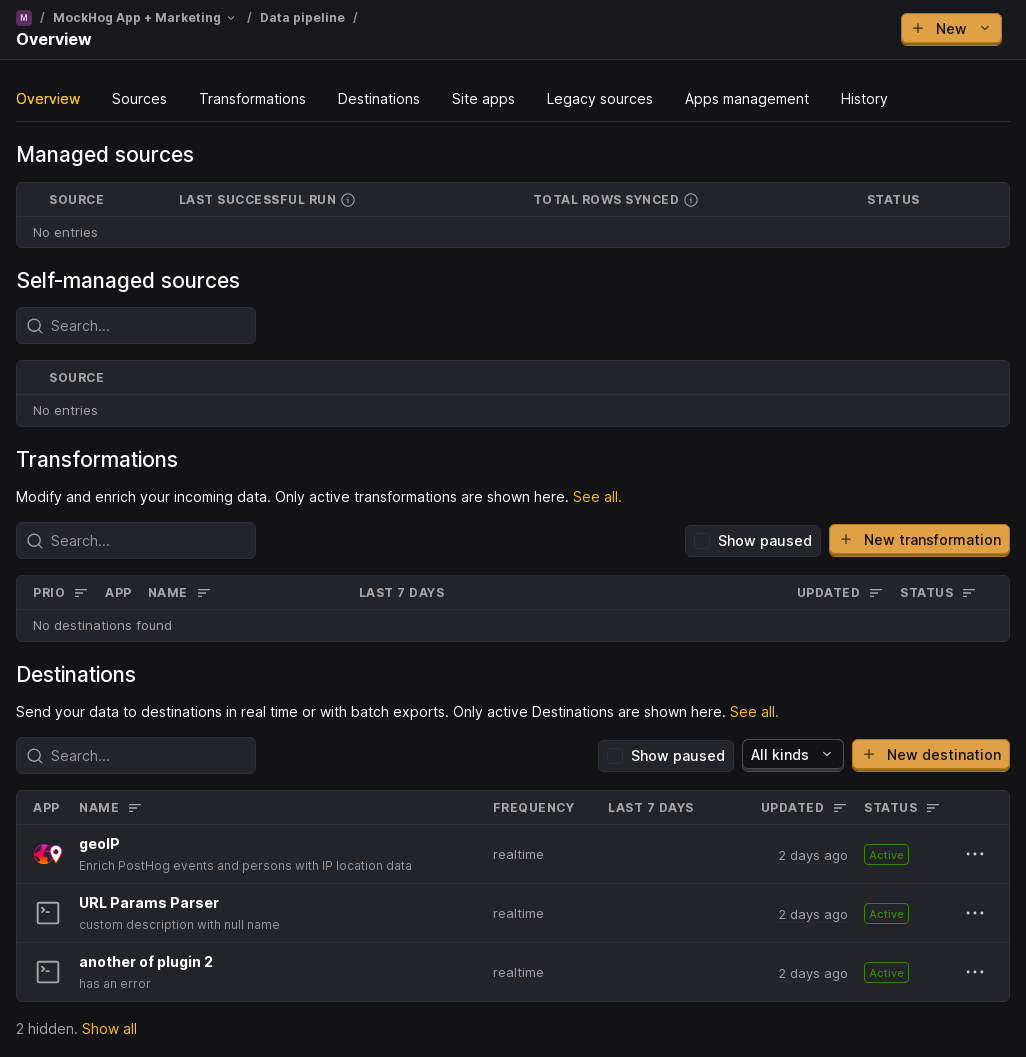 M / MockHog App + Marketing / Data pipeline /
Overview
New
Overview Sources Transformations Destinations Site apps Legacy sources Apps management History
Managed sources
SOURCE LAST SUCCESSFUL RUN TOTAL ROWS SYNCED STATUS
No entries
Self-managed sources
Search...
SOURCE
No entries
Transformations
Modify and enrich your incoming data. Only active transformations are shown here. See all.
Search... Show paused New transformation
PRIO APP NAME LAST 7 DAYS UPDATED STATUS
No destinations found
Destinations
Send your data to destinations in real time or with batch exports. Only active Destinations are shown here. See all.
Search... Show paused All kinds New destination
APP NAME FREQUENCY LAST 7 DAYS UPDATED STATUS
geoIP
Enrich PostHog events and persons with IP location data
realtime 2 days ago Active
URL Params Parser
custom description with null name
realtime 2 days ago Active
another of plugin 2
has an error
realtime 2 days ago Active
2 hidden. Show all